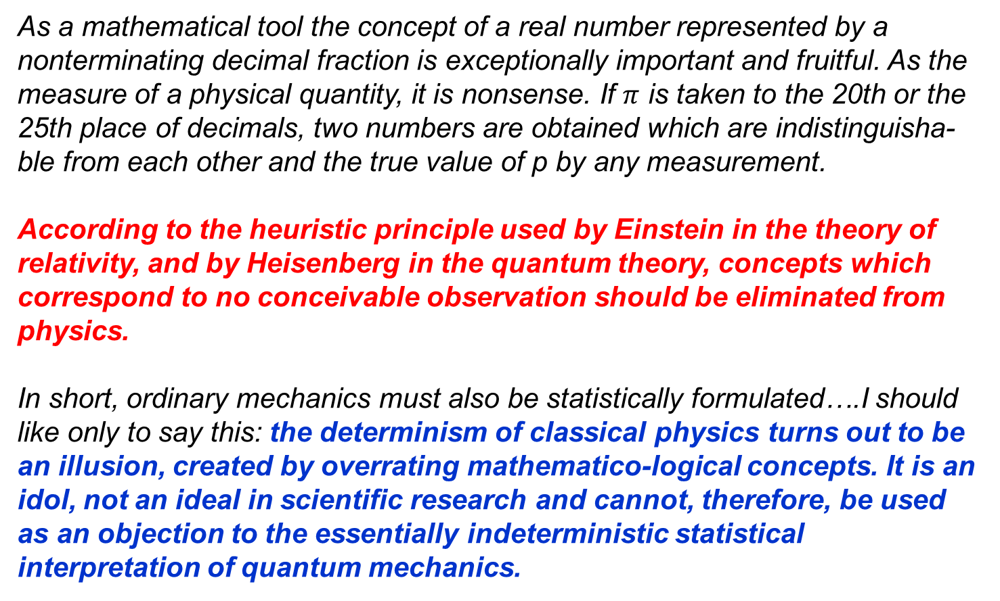 As a mathematical tool the concept of a real number represented by a
nonterminating decimal fraction is exceptionally important and fruitful. As the
measure of a physical quantity, it is nonsense. If π is taken to the 20th or the
25th place of decimals, two numbers are obtained which are indistinguisha-
ble from each other and the true value of p by any measurement.
According to the heuristic principle used by Einstein in the theory of
relativity, and by Heisenberg in the quantum theory, concepts which
correspond to no conceivable observation should be eliminated from
physics.
In short, ordinary mechanics must also be statistically formulated….I should
like only to say this: the determinism of classical physics turns out to be
an illusion, created by overrating mathematico-logical concepts. It is an
idol, not an ideal in scientific research and cannot, therefore, be used
as an objection to the essentially indeterministic statistical
interpretation of quantum mechanics.